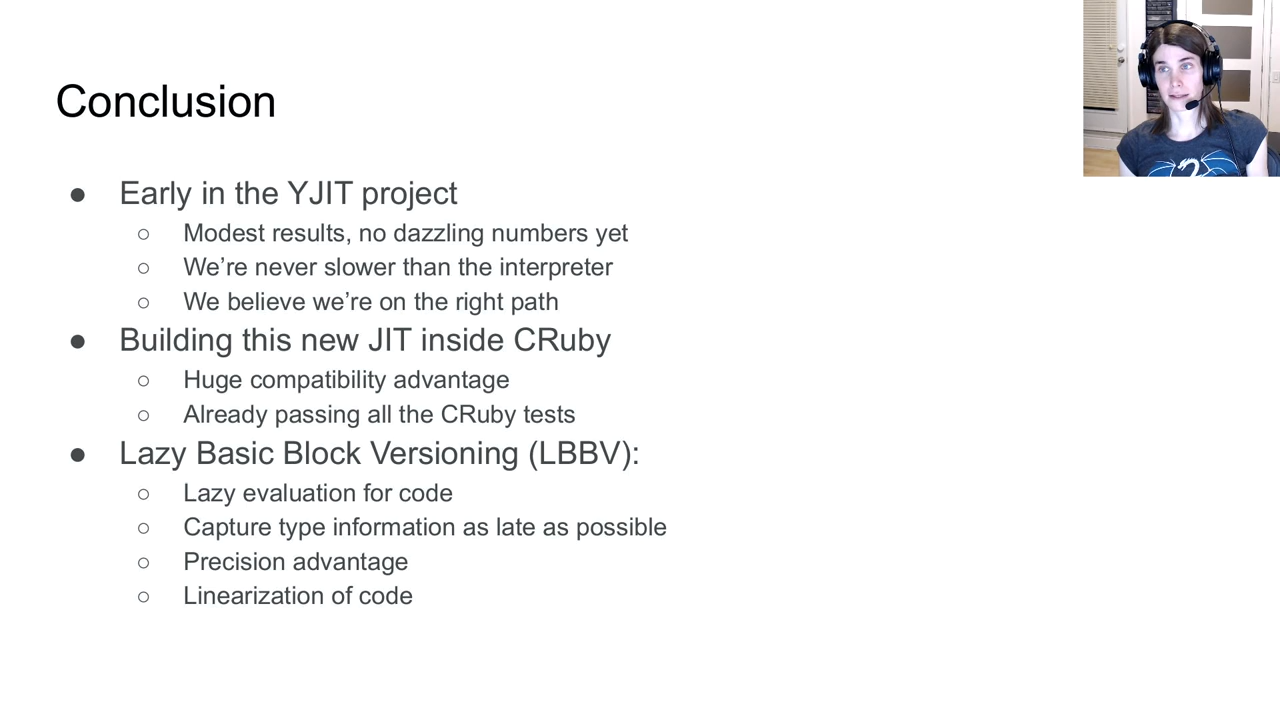 Conclusion
● Early in the YJIT project
○ Modest results, no dazzling numbers yet
○ We’re never slower than the interpreter
○ We believe we’re on the right path
● Building this new JIT inside CRuby
○ Huge compatibility advantage
○ Already passing all the CRuby tests
● Lazy Basic Block Versioning (LBBV):
○ Lazy evaluation for code
○ Capture type information as late as possible
○ Precision advantage
○ Linearization of code